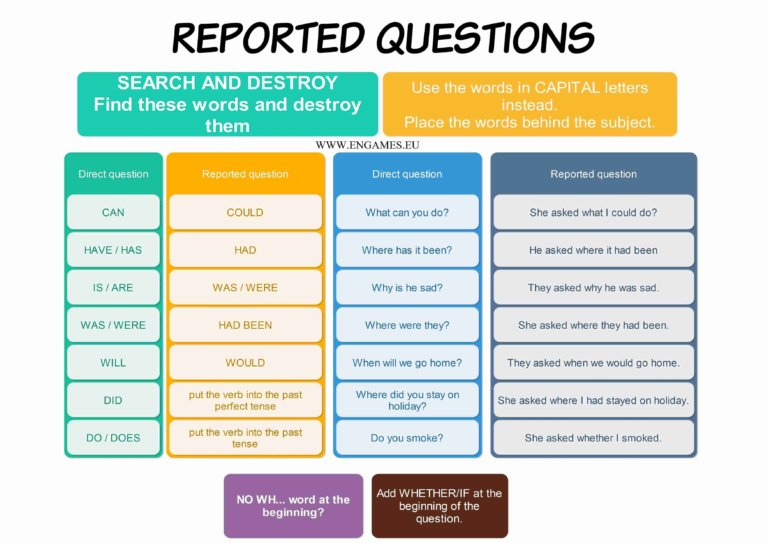 REPORTED QUESTIONS
SEARCH AND DESTROY
Find these words and destroy
them
Use the words in CAPITAL letters
instead.
Place the words behind the subject.
WWW.ENGAMES.EU
Direct question
Reported question
Direct question
Reported question
CAN
COULD
What can you do?
She asked what I could do?
HAVE / HAS
HAD
Where has it been?
He asked where it had been
IS / ARE
WAS / WERE
Why is he sad?
They asked why he was sad.
WAS / WERE
HAD BEEN
Where were they?
She asked where they had been.
WILL
WOULD
When will we go home?
They asked when we would go home.
DID
put the verb into the past
perfect tense
Where did you stay on
holiday?
She asked where I had stayed on holiday.
DO / DOES
put the verb into the past
tense
Do you smoke?
She asked whether I smoked.
NO WH... word at the
beginning?
Add WHETHER/IF at the
beginning of the
question.